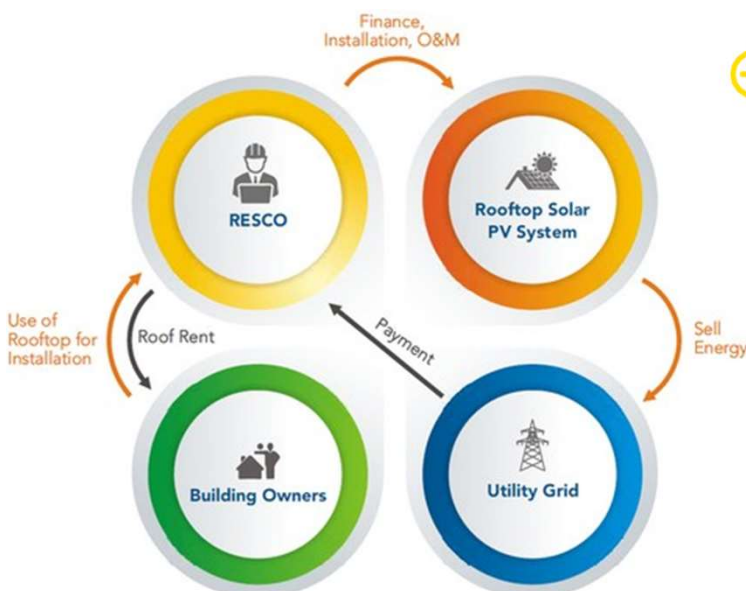 Finance,
Installation, O&M
RESCO
Rooftop Solar
PV System
Use of
Rooftop for
Installation
Roof Rent
Payment
Sell
Energy
Building Owners
Utility Grid